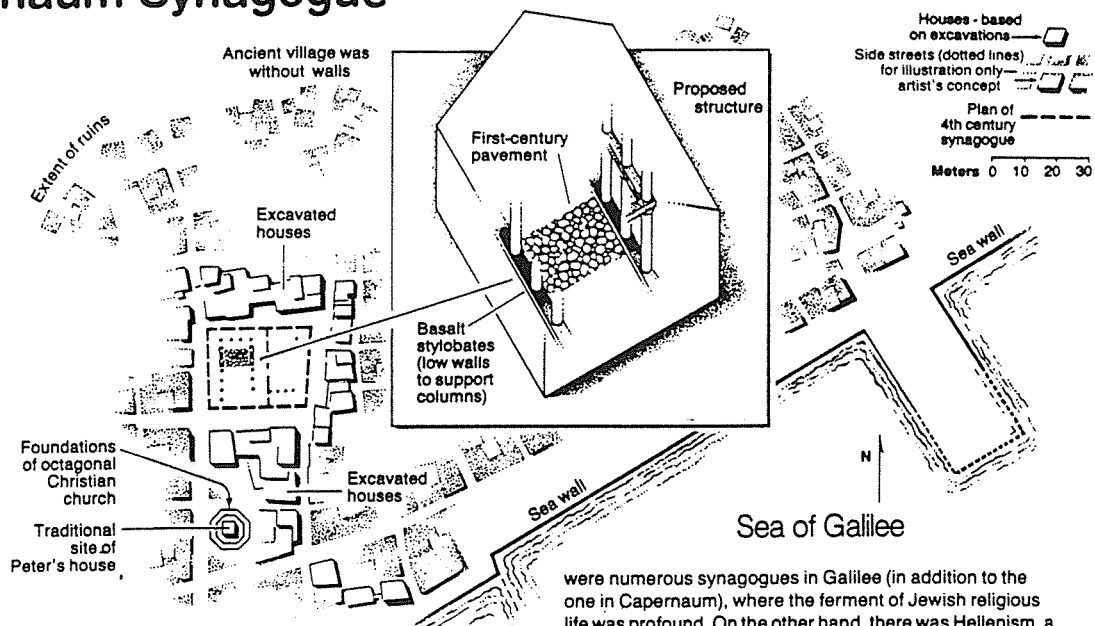 naum Synagogue
Ancient village was
without walls
Extent of ruins
Excavated
houses
Proposed
structure
First-century
pavement
Basalt
stylobates
(low walls
to support
columns)
Houses - based
on excavations
Side streets (dotted lines)
for illustration only
artist's concept
Plan of
4th century
synagogue
Meters 0 10 20 30
Sea wall
Foundations
of octagonal
Christian
church
Traditional
site of
Peter's house
Excavated
houses
Sea wall
N
Sea of Galilee
were numerous synagogues in Galilee (in addition to the
one in Capernaum), where the ferment of Jewish religious
life was profound. On the other hand, there was Hellenism, a